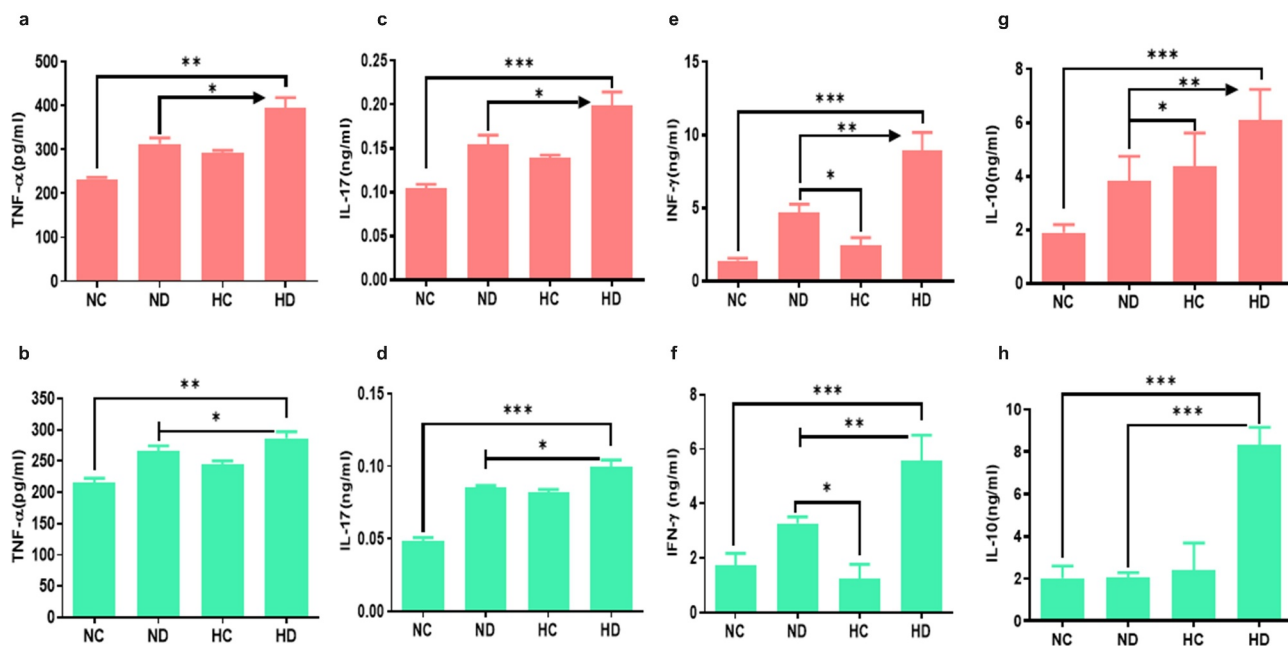 a
TNF-α(pg/ml)
500
400
300
200
100
0
**
*
NC ND HC HD
c
IL-17(ng/ml)
0.25
0.20
0.15
0.10
0.05
0.00
***
*
NC ND HC HD
e
INF-γ(ng/ml)
15
10
5
0
***
**
*
NC ND HC HD
g
IL-10(ng/ml)
8
6
4
2
0
***
**
*
NC ND HC HD
b
TNF-α(pg/ml)
350
300
250
200
150
100
50
0
**
*
NC ND HC HD
d
IL-17(ng/ml)
0.15
0.10
0.05
0.00
***
*
NC ND HC HD
f
IFN-γ (ng/ml)
8
6
4
2
0
***
**
*
NC ND HC HD
h
IL-10(ng/ml)
10
8
6
4
2
0
***
***
NC ND HC HD